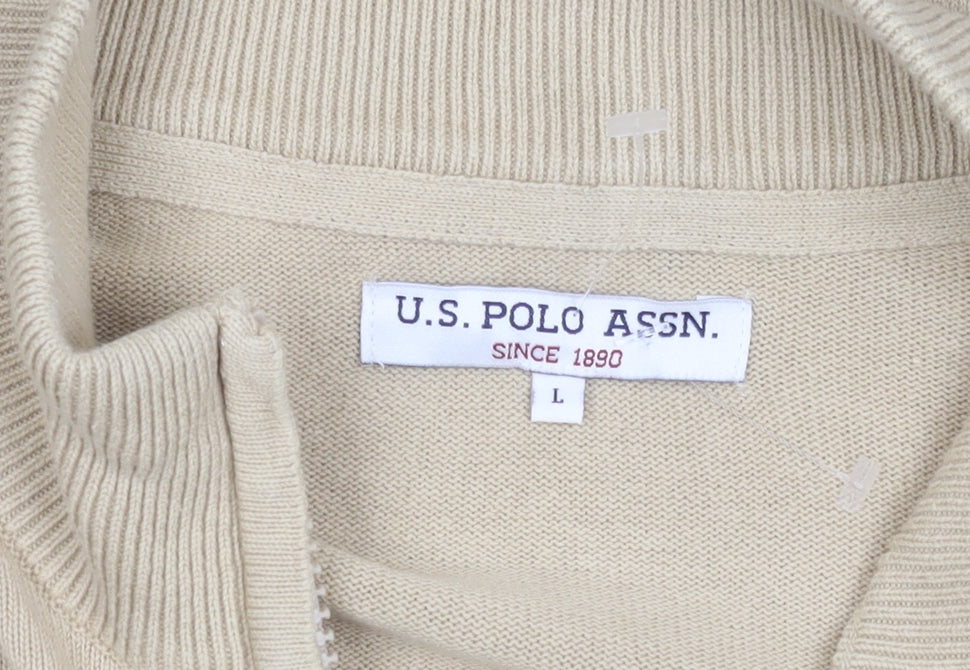 U.S. POLO ASSN.
SINCE 1890
L